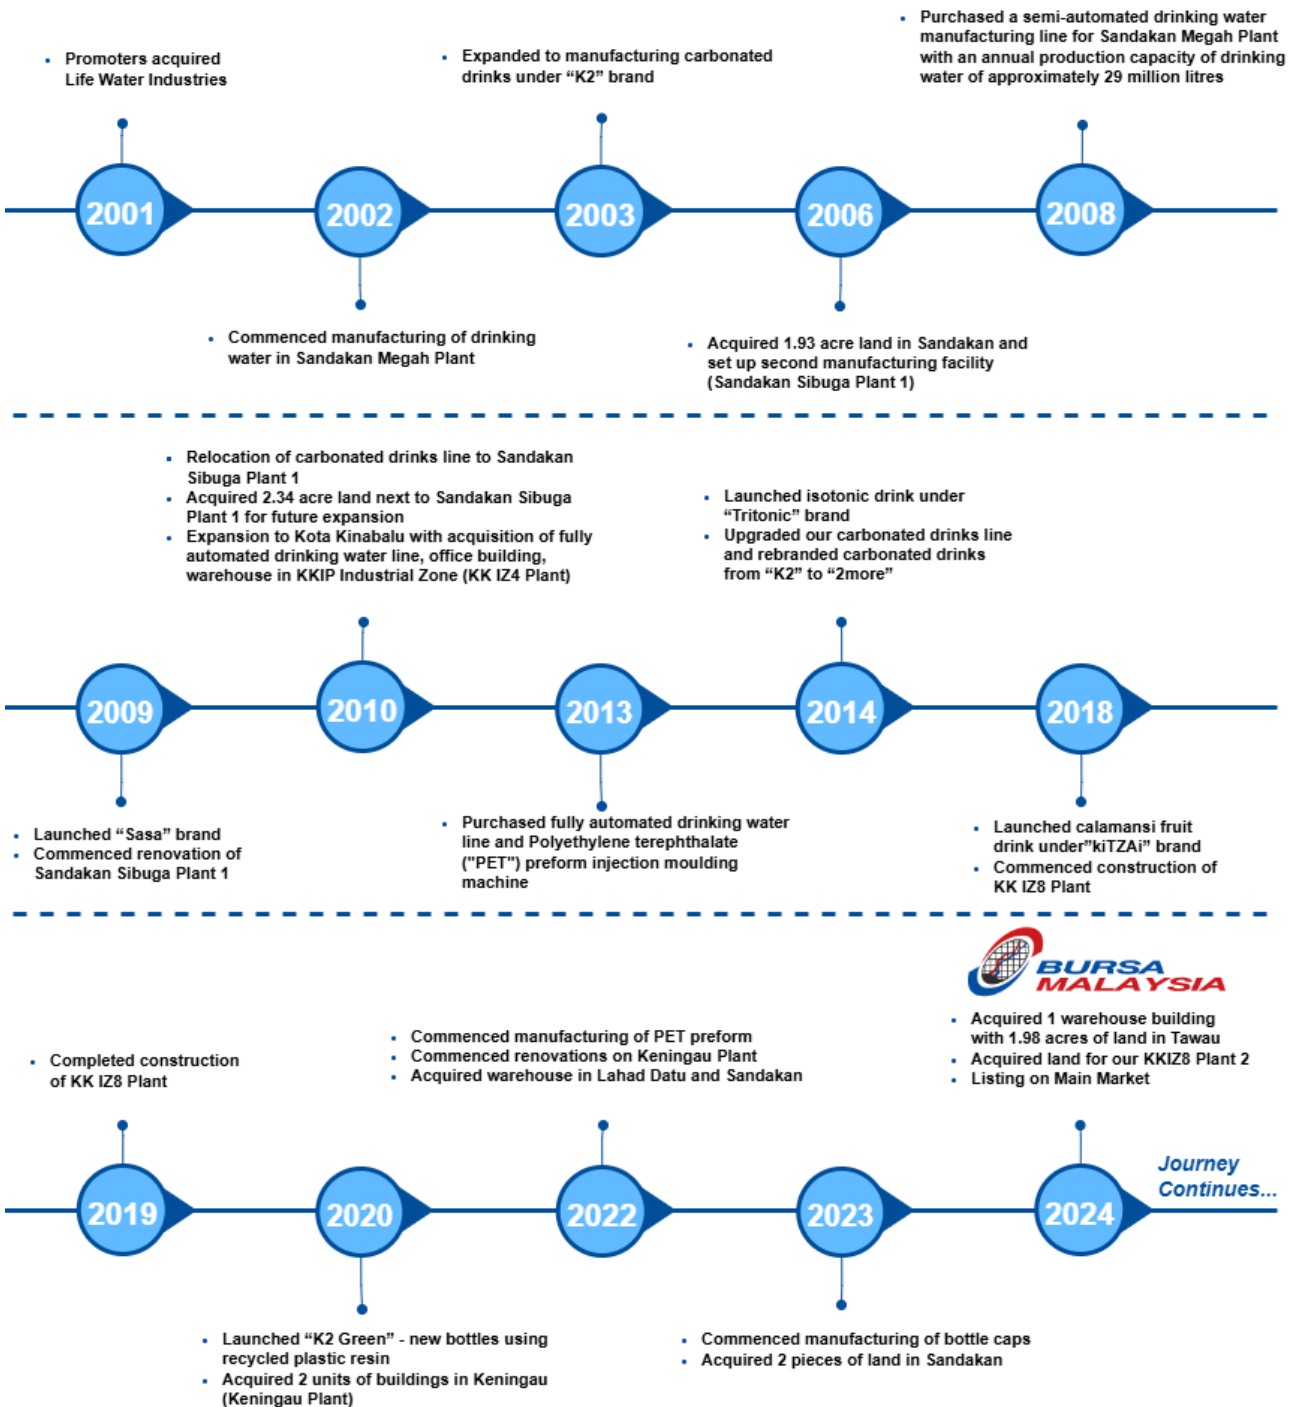 • Promoters acquired
Life Water Industries
2001
2002
• Commenced manufacturing of drinking
water in Sandakan Megah Plant
• Expanded to manufacturing carbonated
drinks under “K2” brand
2003
2006
• Acquired 1.93 acre land in Sandakan and
set up second manufacturing facility
(Sandakan Sibuga Plant 1)
• Purchased a semi-automated drinking water
manufacturing line for Sandakan Megah Plant
with an annual production capacity of drinking
water of approximately 29 million litres
2008
2009
• Launched “Sasa” brand
• Commenced renovation of
Sandakan Sibuga Plant 1
• Relocation of carbonated drinks line to Sandakan
Sibuga Plant 1
• Acquired 2.34 acre land next to Sandakan Sibuga
Plant 1 for future expansion
• Expansion to Kota Kinabalu with acquisition of fully
automated drinking water line, office building,
warehouse in KKIP Industrial Zone (KK IZ4 Plant)
2010
2013
• Purchased fully automated drinking water
line and Polyethylene terephthalate
("PET") preform injection moulding
machine
• Launched isotonic drink under
“Tritonic” brand
• Upgraded our carbonated drinks line
and rebranded carbonated drinks
from “K2” to “2more”
2014
2018
• Launched calamansi fruit
drink under”kiTZAi” brand
• Commenced construction of
KK IZ8 Plant
• Completed construction
of KK IZ8 Plant
2019
2020
• Launched “K2 Green” - new bottles using
recycled plastic resin
• Acquired 2 units of buildings in Keningau
(Keningau Plant)
• Commenced manufacturing of PET preform
• Commenced renovations on Keningau Plant
• Acquired warehouse in Lahad Datu and Sandakan
2022
2023
• Commenced manufacturing of bottle caps
• Acquired 2 pieces of land in Sandakan
BURSA
MALAYSIA
• Acquired 1 warehouse building
with 1.98 acres of land in Tawau
• Acquired land for our KKIZ8 Plant 2
• Listing on Main Market
2024
Journey
Continues...